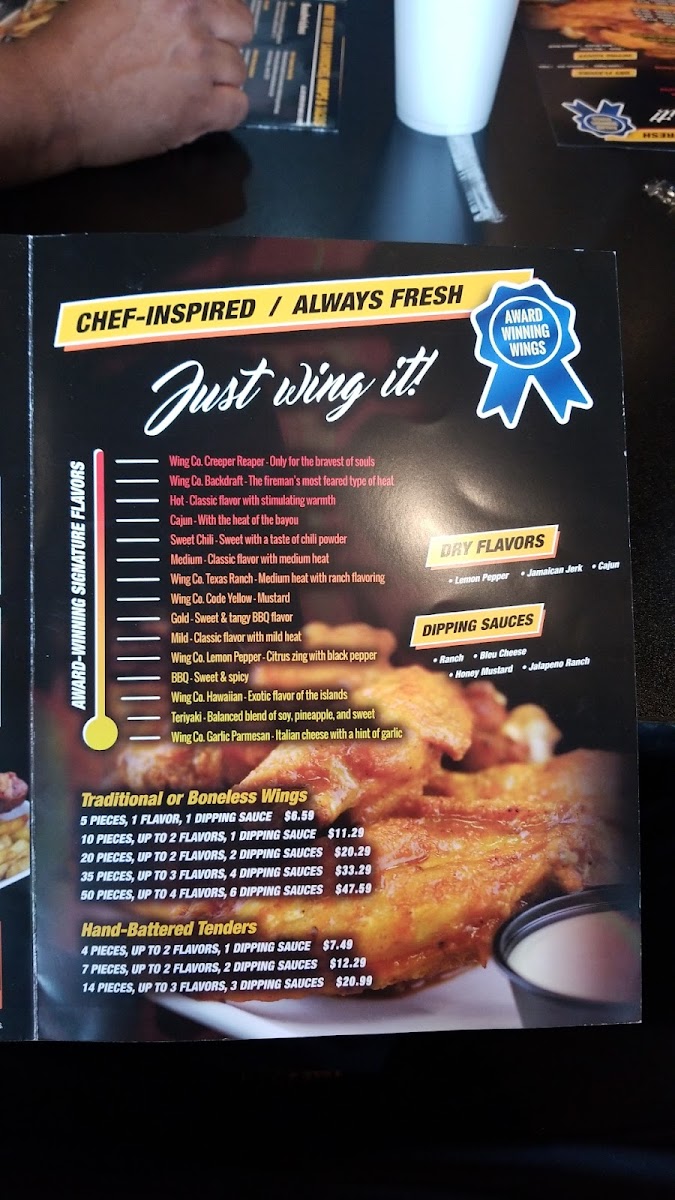 CHEF-INSPIRED / ALWAYS FRESH
AWARD
WINNING
WINGS
Just wing it!
AWARD-WINNING SIGNATURE FLAVORS
Wing Co. Creeper Reaper - Only for the bravest of souls
Wing Co. Backdraft - The fireman's most feared type of heat
Hot - Classic flavor with stimulating warmth
Cajun - With the heat of the bayou
Sweet Chili - Sweet with a taste of chili powder
Medium - Classic flavor with medium heat
Wing Co. Texas Ranch - Medium heat with ranch flavoring
Wing Co. Code Yellow - Mustard
Gold - Sweet & tangy BBQ flavor
Mild - Classic flavor with mild heat
Wing Co. Lemon Pepper - Citrus zing with black pepper
BBQ - Sweet & spicy
Wing Co. Hawaiian - Exotic flavor of the islands
Teriyaki - Balanced blend of soy, pineapple, and sweet
Wing Co. Garlic Parmesan - Italian cheese with a hint of garlic
DRY FLAVORS
• Lemon Pepper • Jamaican Jerk • Cajun
DIPPING SAUCES
• Ranch • Bleu Cheese
• Honey Mustard • Jalapeno Ranch
Traditional or Boneless Wings
5 PIECES, 1 FLAVOR, 1 DIPPING SAUCE $6.59
10 PIECES, UP TO 2 FLAVORS, 1 DIPPING SAUCE $11.29
20 PIECES, UP TO 2 FLAVORS, 2 DIPPING SAUCES $20.29
35 PIECES, UP TO 3 FLAVORS, 4 DIPPING SAUCES $33.29
50 PIECES, UP TO 4 FLAVORS, 6 DIPPING SAUCES $47.59
Hand-Battered Tenders
4 PIECES, UP TO 2 FLAVORS, 1 DIPPING SAUCE $7.49
7 PIECES, UP TO 2 FLAVORS, 2 DIPPING SAUCES $12.29
14 PIECES, UP TO 3 FLAVORS, 3 DIPPING SAUCES $20.99
DIPPING SAUCES
DRY FLAVORS
it!
FRESH